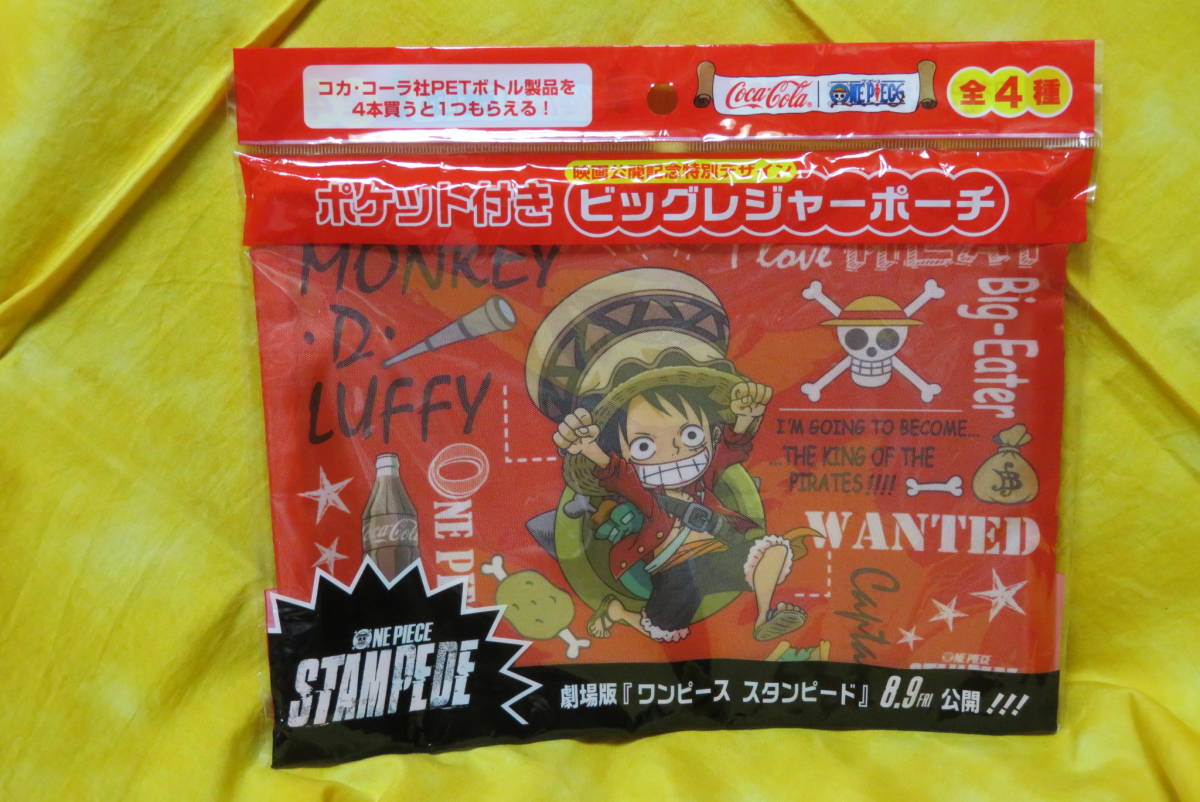 コカ・コーラ社PETボトル製品を
4本買うと1つもらえる!
Coca-Cola®
ONE PIECE
全4種
映画公開記念特別デザイン
ポケット付き
ビッグレジャーポーチ
MONKEY
・D・
LUFFY
I love MEAT
Big-Eater
I'M GOING TO BECOME...
...THE KING OF THE
PIRATES!!!!
WANTED
Coca-Cola
ONE
ONE PIECE
STAMPEDE
ONE PIECE
劇場版『ワンピース スタンピード』 8.9 FRI 公開!!!